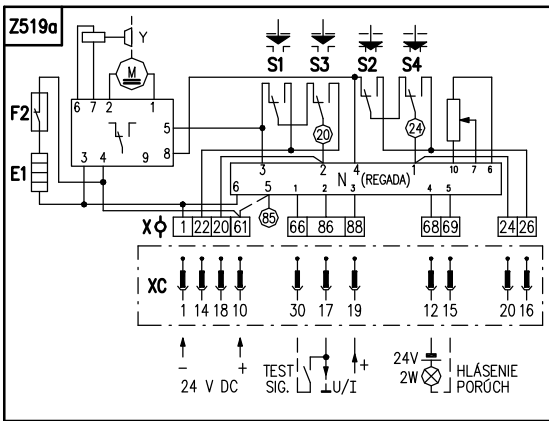 Z519a
Y
S1 S3 S2 S4
M
6 7 2 1
F2
5
8
3 4 9
E1
20
24
3 2 4 1 10 7 6
N (REGADA)
6 5 1 2 3 4 5
85
X 1 22 20 61 66 86 88 68 69 24 26
XC
1 14 18 10 30 17 19 12 15 20 16
− + TEST SIG. + 24V HLÁSENIE
24 V DC U/I 2W PORÚCH